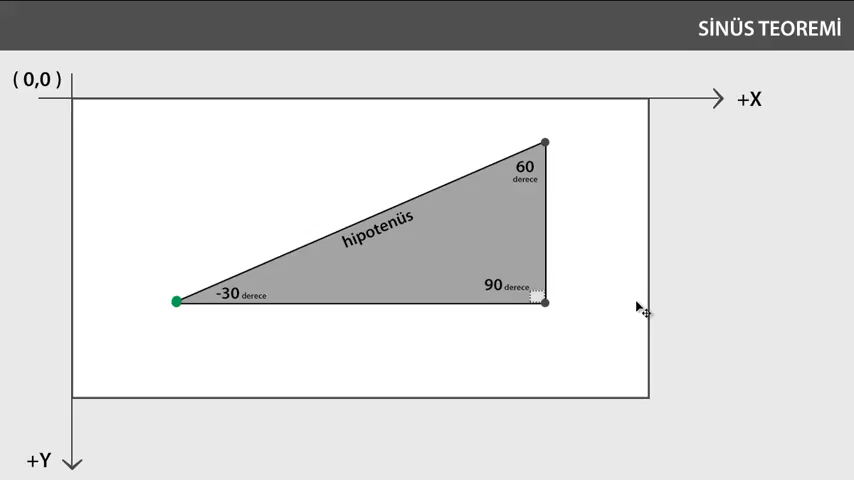 SİNÜS TEOREMİ
( 0,0 )
+X
60
derece
hipotenüs
90 derece
-30 derece
+Y